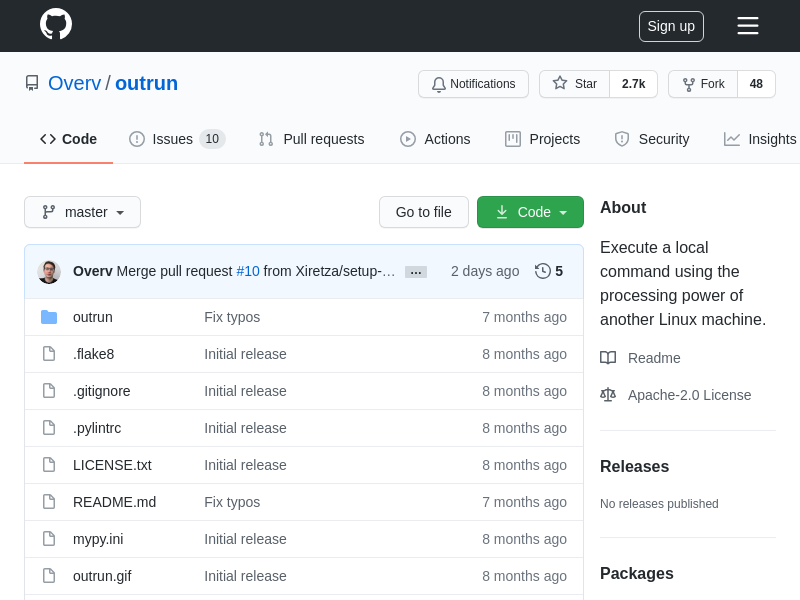 Sign up
Overv / outrun
Notifications
Star 2.7k
Fork 48
Code
Issues 10
Pull requests
Actions
Projects
Security
Insights
master
Go to file
Code
Overv Merge pull request #10 from Xiretza/setup-… ... 2 days ago 5
outrun Fix typos 7 months ago
.flake8 Initial release 8 months ago
.gitignore Initial release 8 months ago
.pylintrc Initial release 8 months ago
LICENSE.txt Initial release 8 months ago
README.md Fix typos 7 months ago
mypy.ini Initial release 8 months ago
outrun.gif Initial release 8 months ago
About
Execute a local
command using the
processing power of
another Linux machine.
Readme
Apache-2.0 License
Releases
No releases published
Packages